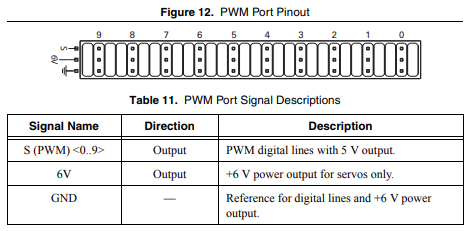 Figure 12. PWM Port Pinout
9 8 7 6 5 4 3 2 1 0
S
6V
Table 11. PWM Port Signal Descriptions
Signal Name Direction Description
S (PWM) <0..9> Output PWM digital lines with 5 V output.
6V Output +6 V power output for servos only.
GND — Reference for digital lines and +6 V power
output.